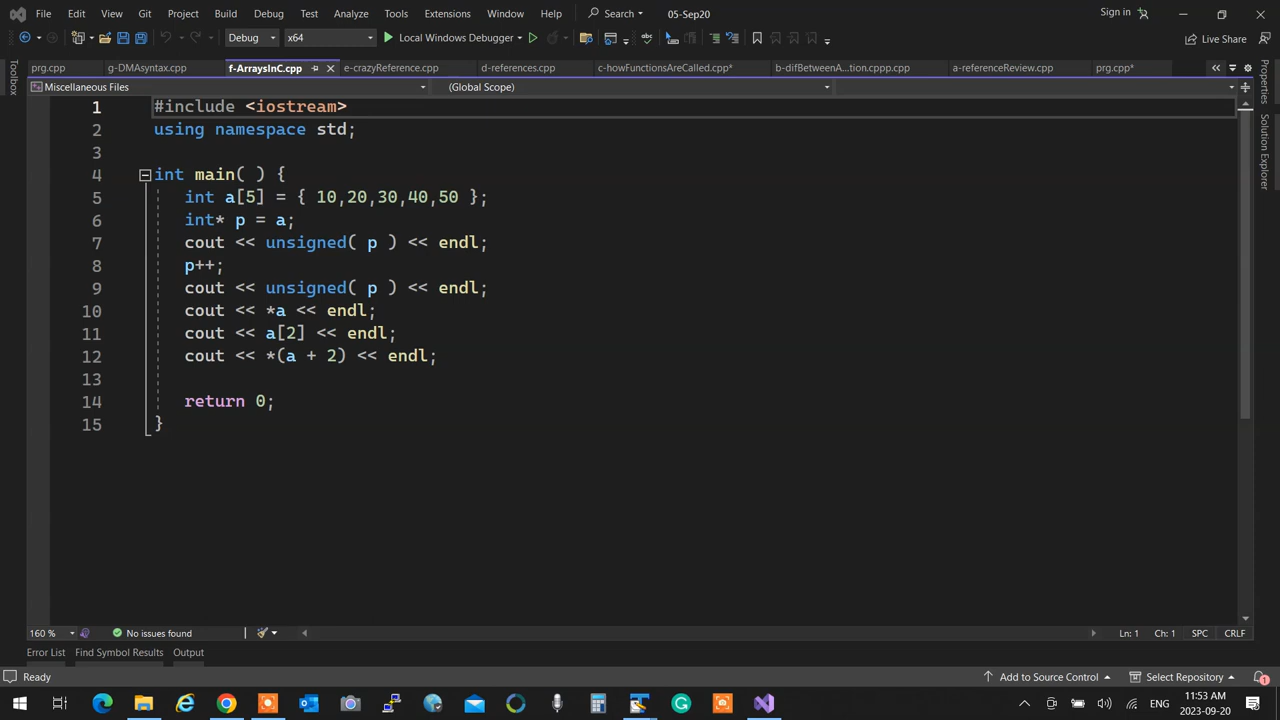 File Edit View Git Project Build Debug Test Analyze Tools Extensions Window Help Search 05-Sep20 Sign in
Debug x64 Local Windows Debugger Live Share
prg.cpp g-DMAsyntax.cpp f-ArraysInC.cpp e-crazyReference.cpp d-references.cpp c-howFunctionsAreCalled.cpp* b-difBetweenA...tion.cppp.cpp a-referenceReview.cpp prg.cpp*
Toolbox
Miscellaneous Files (Global Scope)
Properties
Solution Explorer
1 #include <iostream>
2 using namespace std;
3
4 int main( ) {
5 int a[5] = { 10,20,30,40,50 };
6 int* p = a;
7 cout << unsigned( p ) << endl;
8 p++;
9 cout << unsigned( p ) << endl;
10 cout << *a << endl;
11 cout << a[2] << endl;
12 cout << *(a + 2) << endl;
13
14 return 0;
15 }
160 % No issues found Ln: 1 Ch: 1 SPC CRLF
Error List Find Symbol Results Output
Ready Add to Source Control Select Repository 1
11:53 AM
ENG
2023-09-20